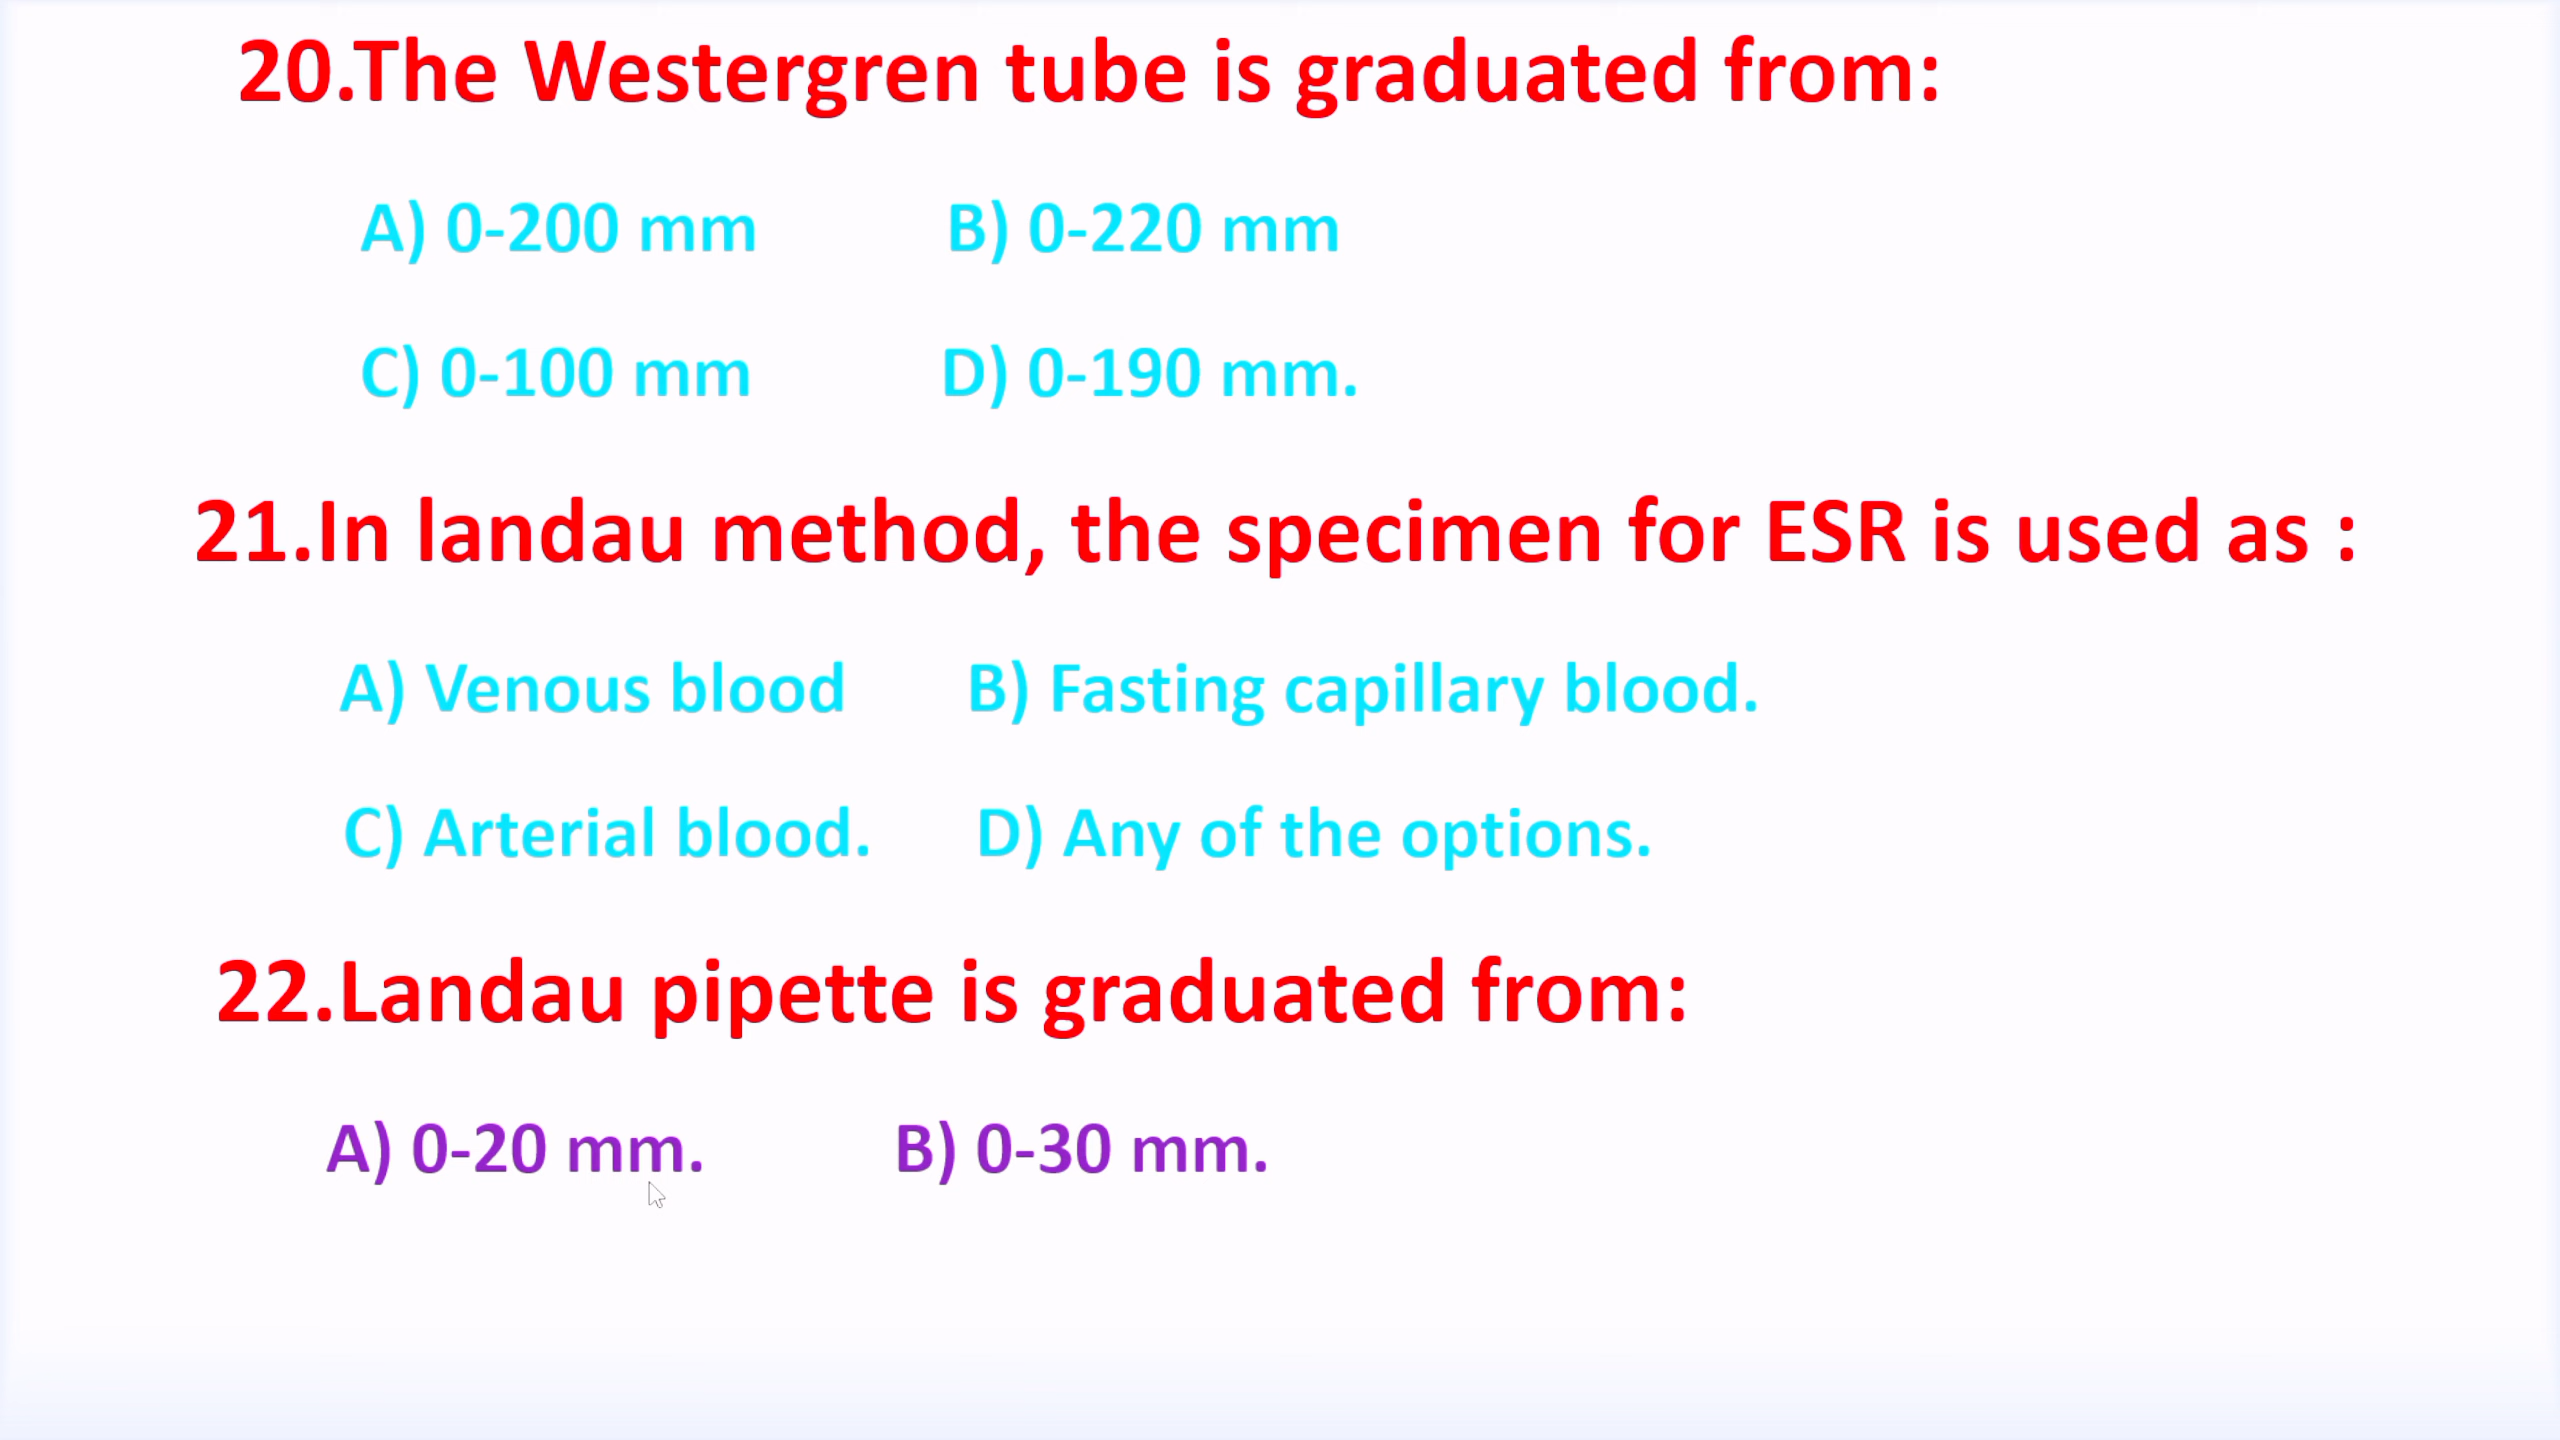 20.The Westergren tube is graduated from:
A) 0-200 mm B) 0-220 mm
C) 0-100 mm D) 0-190 mm.
21.In landau method, the specimen for ESR is used as :
A) Venous blood B) Fasting capillary blood.
C) Arterial blood. D) Any of the options.
22.Landau pipette is graduated from:
A) 0-20 mm. B) 0-30 mm.